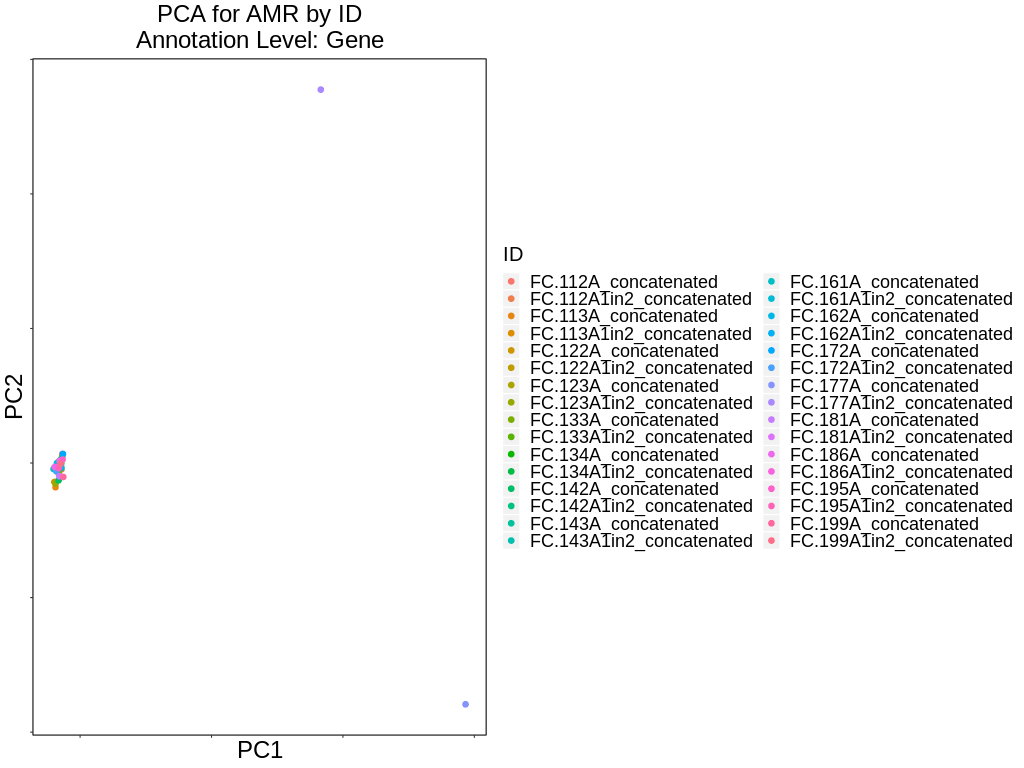 PCA for AMR by ID
Annotation Level: Gene
PC2
PC1
ID
FC.112A_concatenated
FC.112A1in2_concatenated
FC.113A_concatenated
FC.113A1in2_concatenated
FC.122A_concatenated
FC.122A1in2_concatenated
FC.123A_concatenated
FC.123A1in2_concatenated
FC.133A_concatenated
FC.133A1in2_concatenated
FC.134A_concatenated
FC.134A1in2_concatenated
FC.142A_concatenated
FC.142A1in2_concatenated
FC.143A_concatenated
FC.143A1in2_concatenated
FC.161A_concatenated
FC.161A1in2_concatenated
FC.162A_concatenated
FC.162A1in2_concatenated
FC.172A_concatenated
FC.172A1in2_concatenated
FC.177A_concatenated
FC.177A1in2_concatenated
FC.181A_concatenated
FC.181A1in2_concatenated
FC.186A_concatenated
FC.186A1in2_concatenated
FC.195A_concatenated
FC.195A1in2_concatenated
FC.199A_concatenated
FC.199A1in2_concatenated